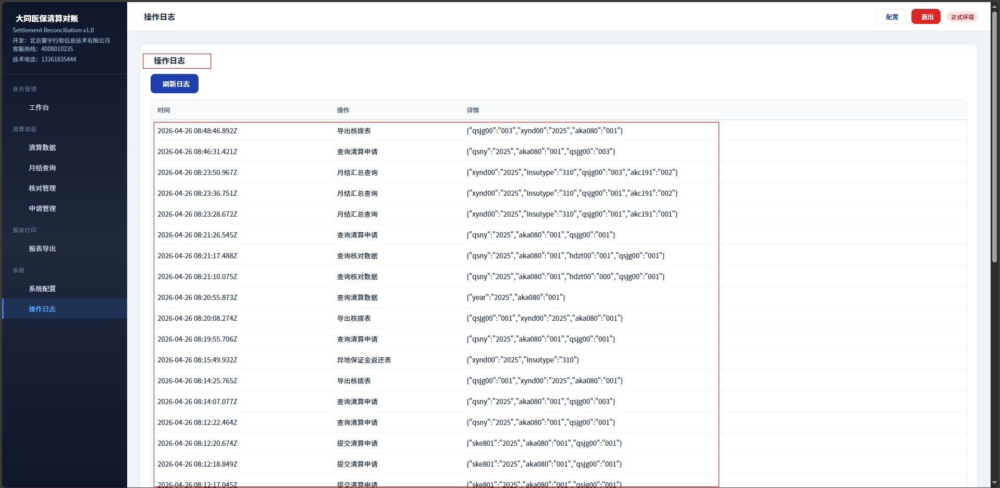 大同医保清算对账
Settlement Reconciliation v1.0
开发：北京寰宇行软信息技术有限公司
客服热线：4008010235
技术电话：13261835444
业务管理
工作台
清算流程
清算数据
月结查询
核对管理
申请管理
报表打印
报表导出
系统
系统配置
操作日志
操作日志
配置
退出
正式环境
操作日志
刷新日志
时间 操作 详情
2026-04-26 08:48:46.892Z 导出核拨表 {"qsjg00":"003","xynd00":"2025","aka080":"001"}
2026-04-26 08:46:31.421Z 查询清算申请 {"qsny":"2025","aka080":"001","qsjg00":"003"}
2026-04-26 08:23:50.967Z 月结汇总查询 {"xynd00":"2025","insutype":"310","qsjg00":"003","akc191":"002"}
2026-04-26 08:23:36.751Z 月结汇总查询 {"xynd00":"2025","insutype":"310","qsjg00":"001","akc191":"002"}
2026-04-26 08:23:28.672Z 月结汇总查询 {"xynd00":"2025","insutype":"310","qsjg00":"001","akc191":"001"}
2026-04-26 08:21:26.545Z 查询清算申请 {"qsny":"2025","aka080":"001","qsjg00":"001"}
2026-04-26 08:21:17.488Z 查询核对数据 {"qsny":"2025","aka080":"001","hdzt00":"001","qsjg00":"001"}
2026-04-26 08:21:10.075Z 查询核对数据 {"qsny":"2025","aka080":"001","hdzt00":"000","qsjg00":"001"}
2026-04-26 08:20:55.873Z 查询清算数据 {"year":"2025","aka080":"001"}
2026-04-26 08:20:08.274Z 导出核拨表 {"qsjg00":"001","xynd00":"2025","aka080":"001"}
2026-04-26 08:19:55.706Z 查询清算申请 {"qsny":"2025","aka080":"001","qsjg00":"001"}
2026-04-26 08:15:49.932Z 异地保证金返还表 {"xynd00":"2025","insutype":"310"}
2026-04-26 08:14:25.765Z 导出核拨表 {"qsjg00":"001","xynd00":"2025","aka080":"001"}
2026-04-26 08:14:07.077Z 查询清算申请 {"qsny":"2025","aka080":"001","qsjg00":"003"}
2026-04-26 08:12:22.464Z 查询清算申请 {"qsny":"2025","aka080":"001","qsjg00":"001"}
2026-04-26 08:12:20.674Z 提交清算申请 {"ske801":"2025","aka080":"001","qsjg00":"001"}
2026-04-26 08:12:18.849Z 提交清算申请 {"ske801":"2025","aka080":"001","qsjg00":"001"}
2026-04-26 08:12:17.045Z 提交清算申请 {"ske801":"2025","aka080":"001","qsjg00":"001"}